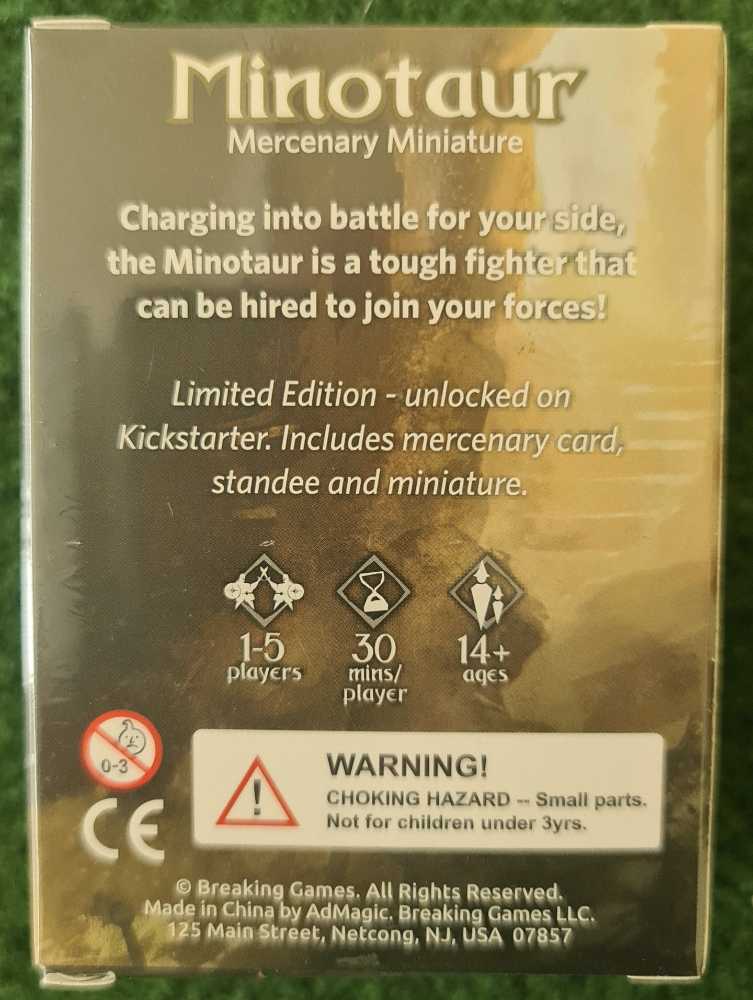 Minotaur
Mercenary Miniature
Charging into battle for your side,
the Minotaur is a tough fighter that
can be hired to join your forces!
Limited Edition - unlocked on
Kickstarter. Includes mercenary card,
standee and miniature.
1-5
players
30
mins/
player
14+
ages
0-3
CE
WARNING!
!
CHOKING HAZARD -- Small parts.
Not for children under 3yrs.
© Breaking Games. All Rights Reserved.
Made in China by AdMagic. Breaking Games LLC.
125 Main Street, Netcong, NJ, USA 07857